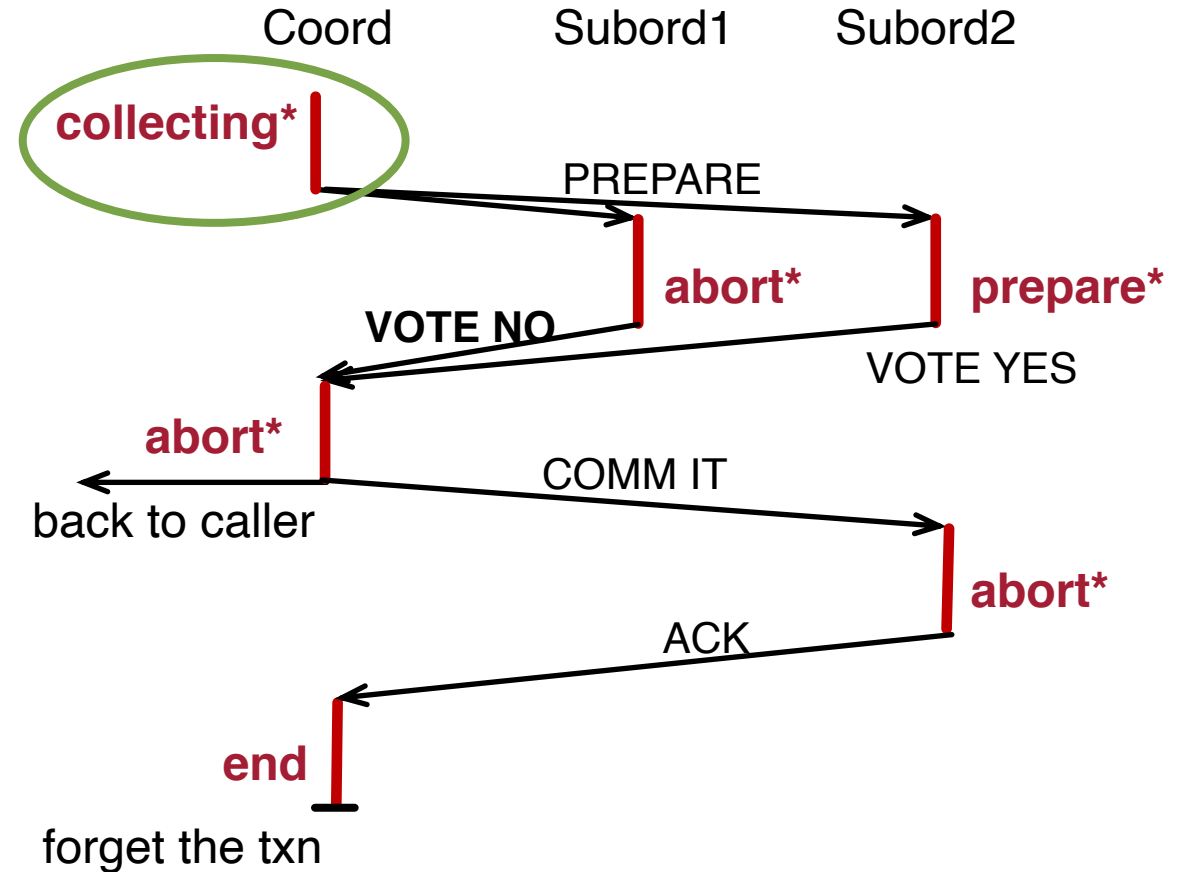 Coord Subord1 Subord2
collecting*
PREPARE
abort* prepare*
VOTE NO
VOTE YES
abort*
COMM IT
back to caller
abort*
ACK
end
forget the txn